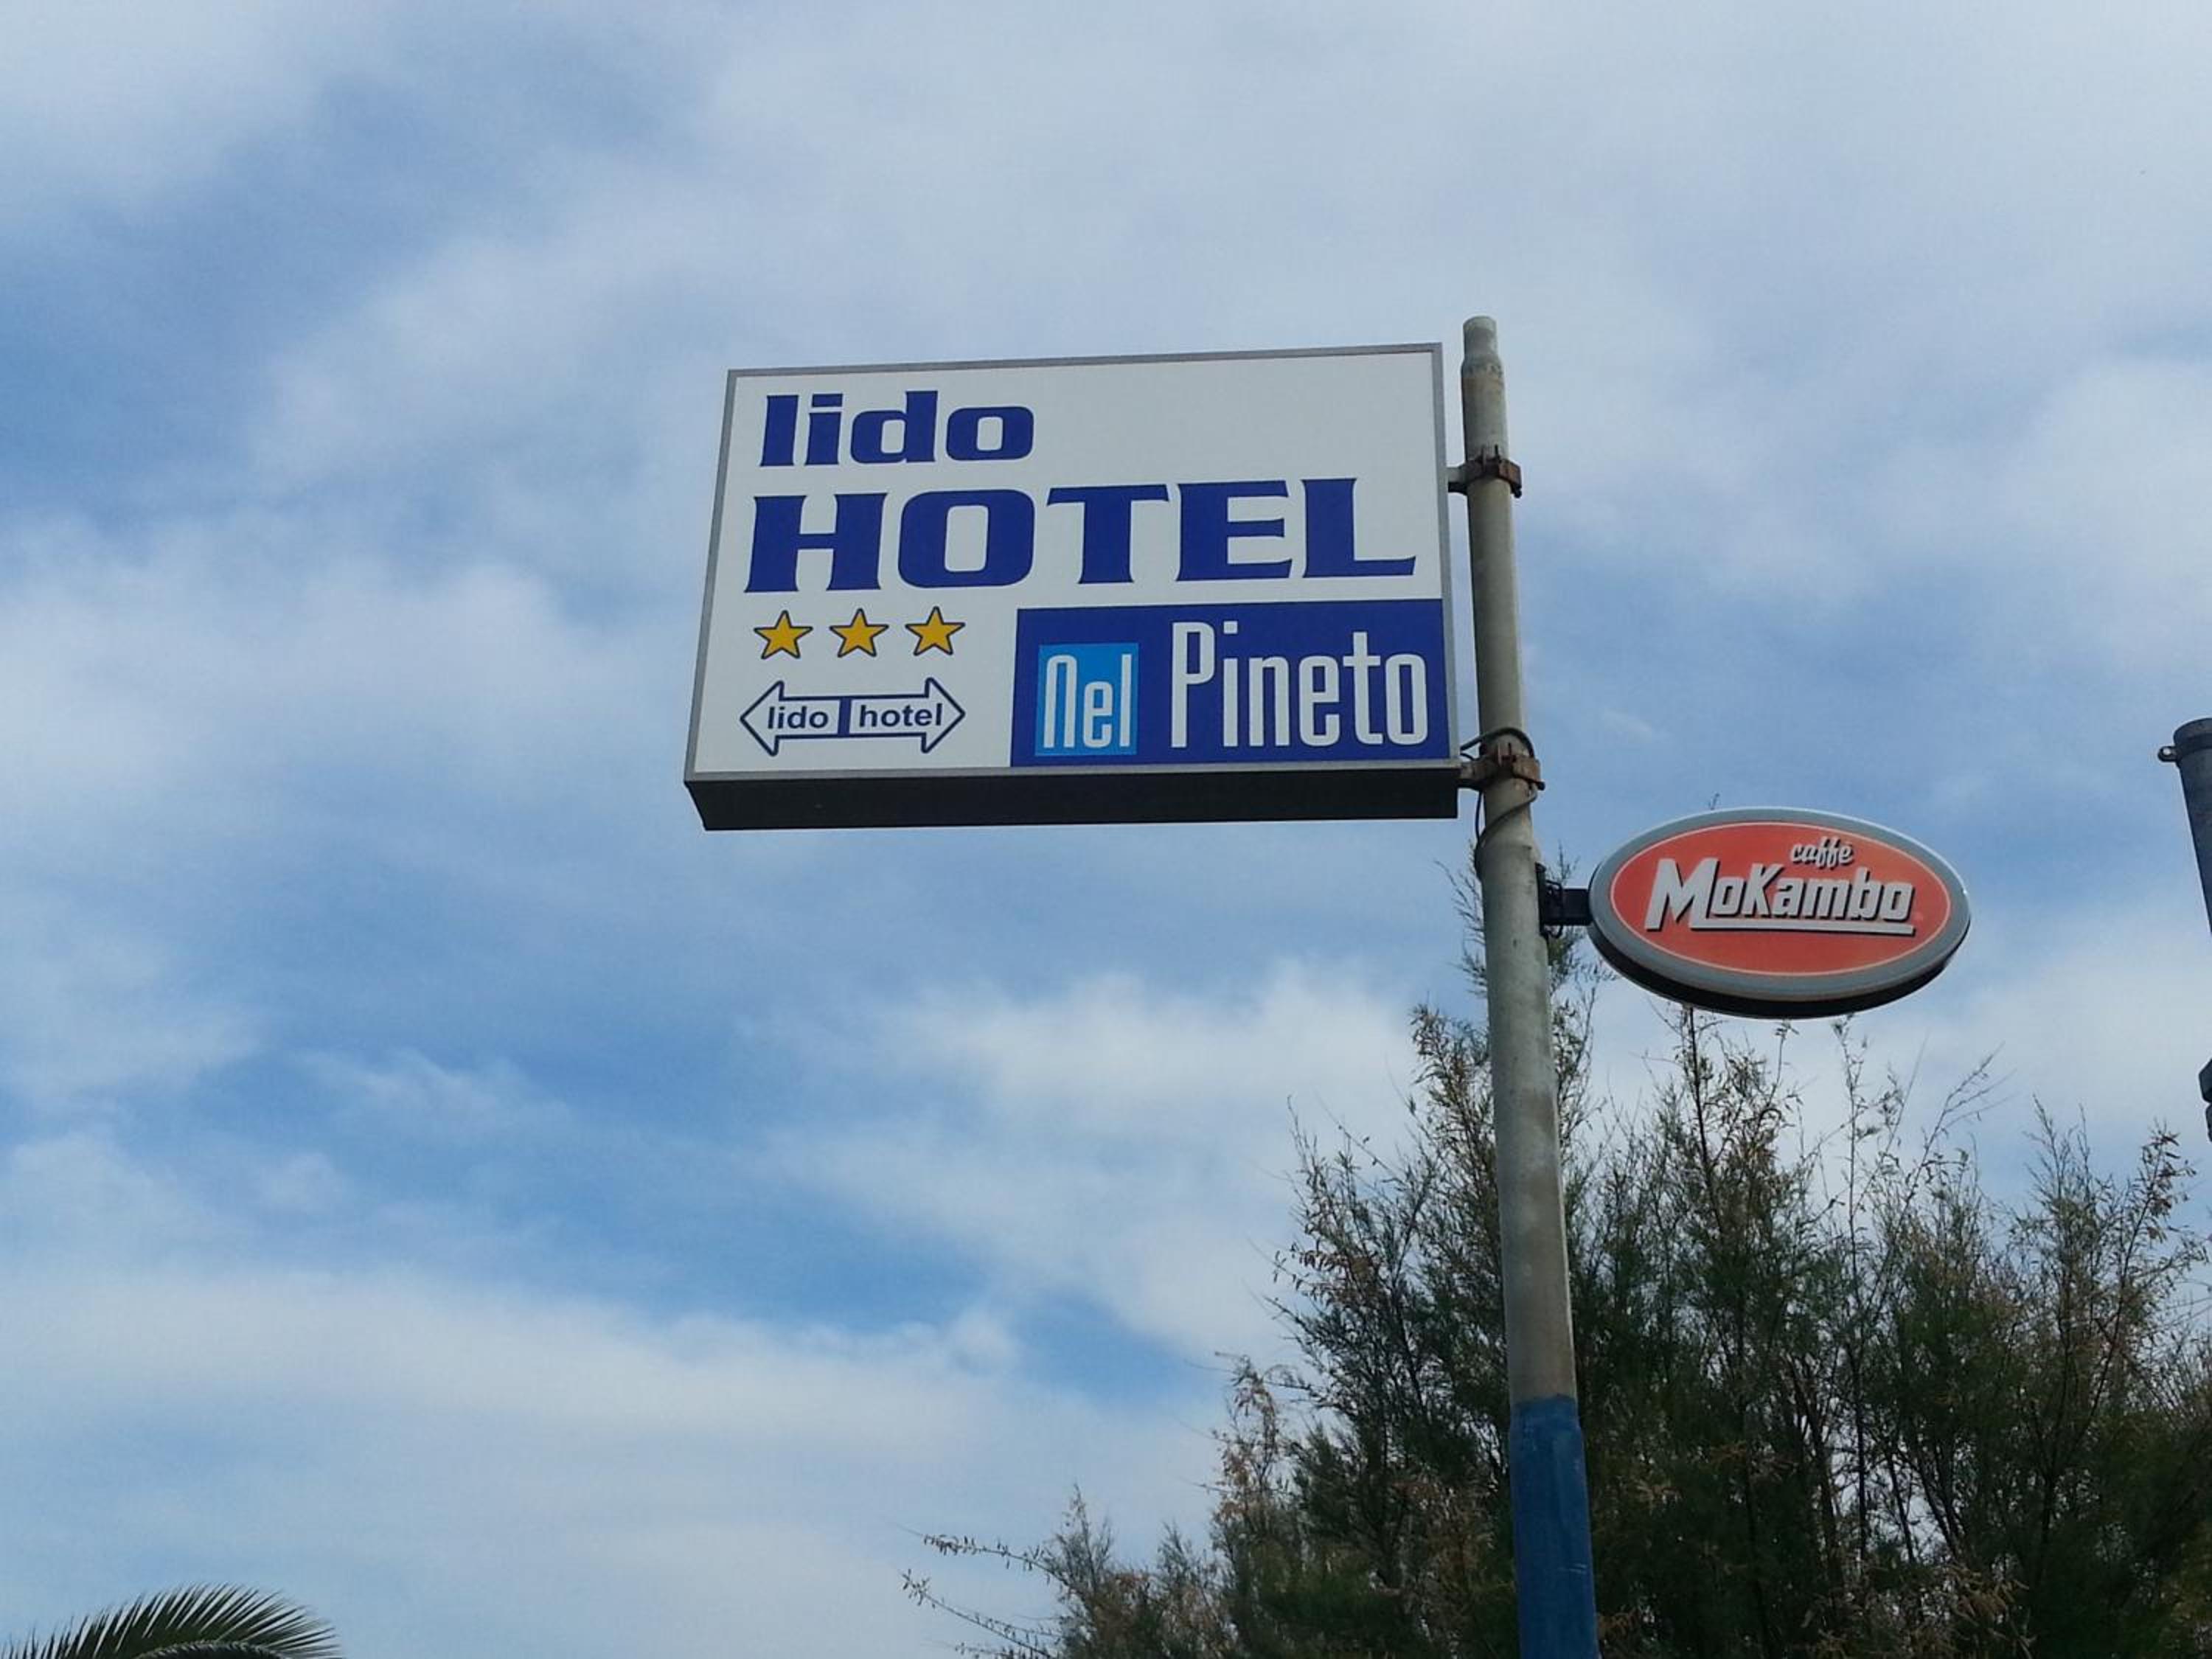 lido
HOTEL
nel Pineto
lido hotel
caffè
MoKambo